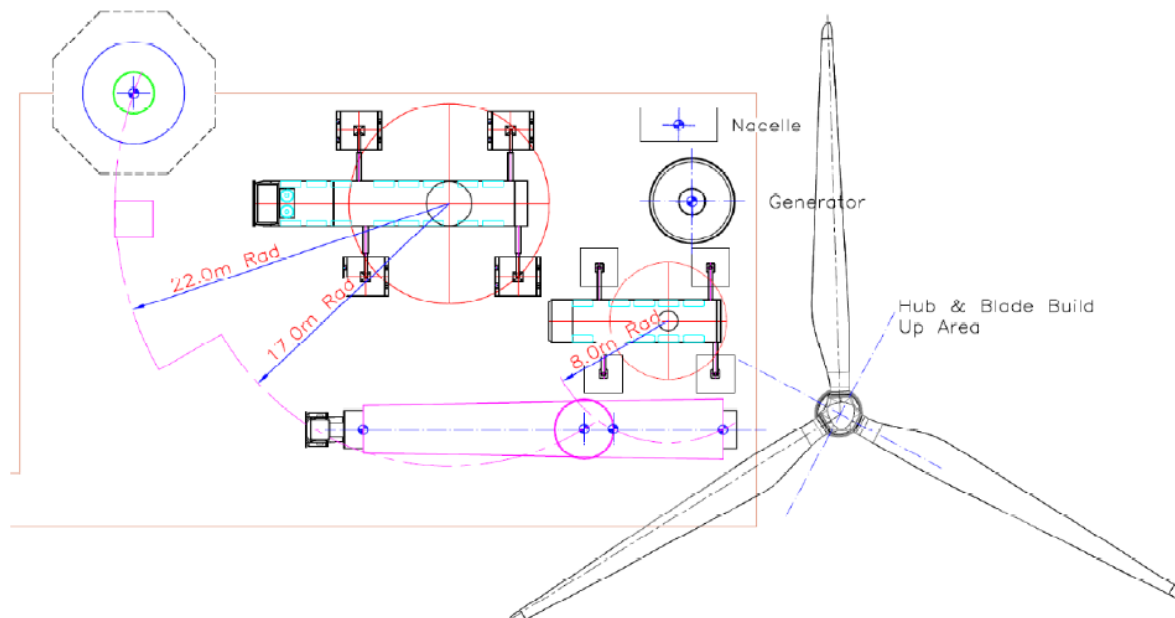 Nacelle
Generator
22.0m Rad
17.0m Rad
8.0m Rad
Hub & Blade Build
Up Area